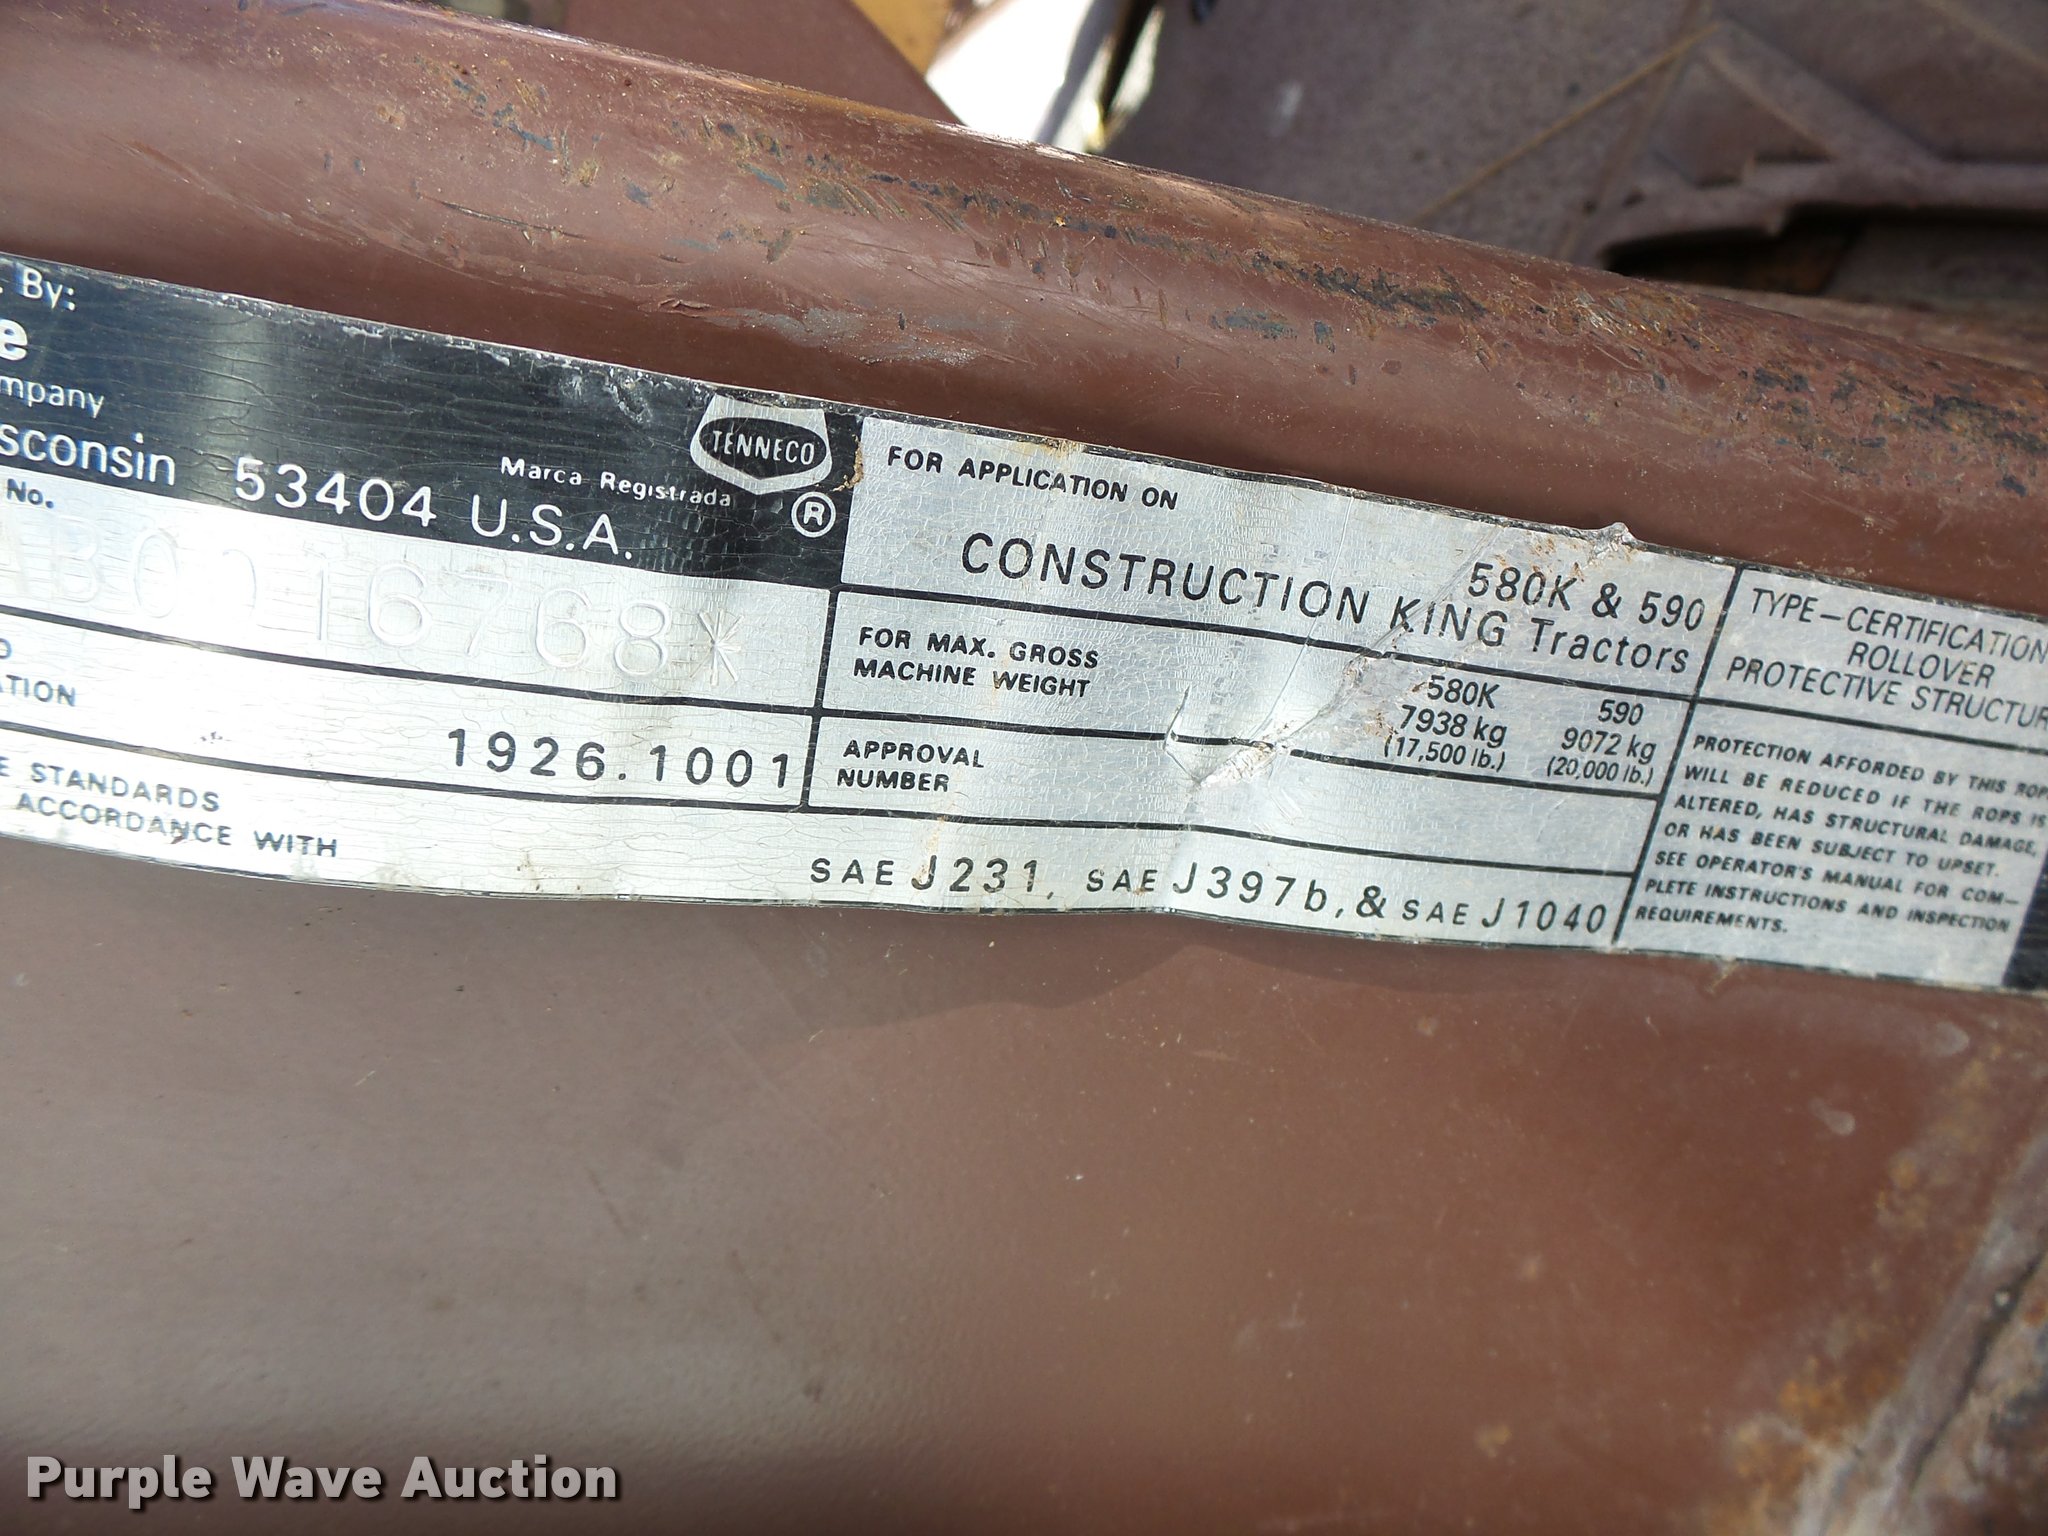 By:
e
mpany
sconsin 53404 U.S.A.
Marca Registrada
TENNECO
®
No.
AB0016768*
TION
1926.1001
E STANDARDS
ACCORDANCE WITH
SAE J231, SAE J397b, & SAE J1040
FOR APPLICATION ON
580K & 590
CONSTRUCTION KING Tractors
FOR MAX. GROSS
MACHINE WEIGHT
580K 590
7938 kg 9072 kg
(17,500 lb.) (20,000 lb.)
APPROVAL
NUMBER
TYPE-CERTIFICATION
ROLLOVER
PROTECTIVE STRUCTUR
PROTECTION AFFORDED BY THIS ROP
WILL BE REDUCED IF THE ROPS IS
ALTERED, HAS STRUCTURAL DAMAGE,
OR HAS BEEN SUBJECT TO UPSET.
SEE OPERATOR'S MANUAL FOR COM-
PLETE INSTRUCTIONS AND INSPECTION
REQUIREMENTS.
Purple Wave Auction